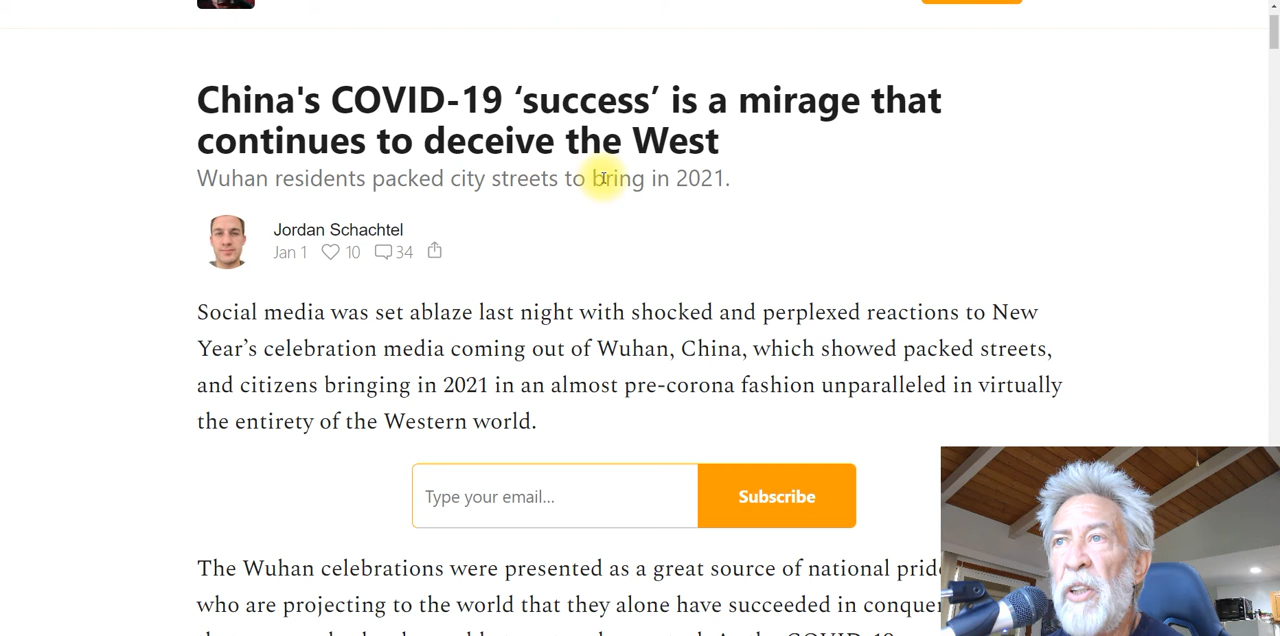 China's COVID-19 ‘success’ is a mirage that
continues to deceive the West
Wuhan residents packed city streets to bring in 2021.
Jordan Schachtel
Jan 1 10 34
Social media was set ablaze last night with shocked and perplexed reactions to New
Year’s celebration media coming out of Wuhan, China, which showed packed streets,
and citizens bringing in 2021 in an almost pre-corona fashion unparalleled in virtually
the entirety of the Western world.
Type your email...
Subscribe
The Wuhan celebrations were presented as a great source of national
who are projecting to the world that they alone have succeeded in